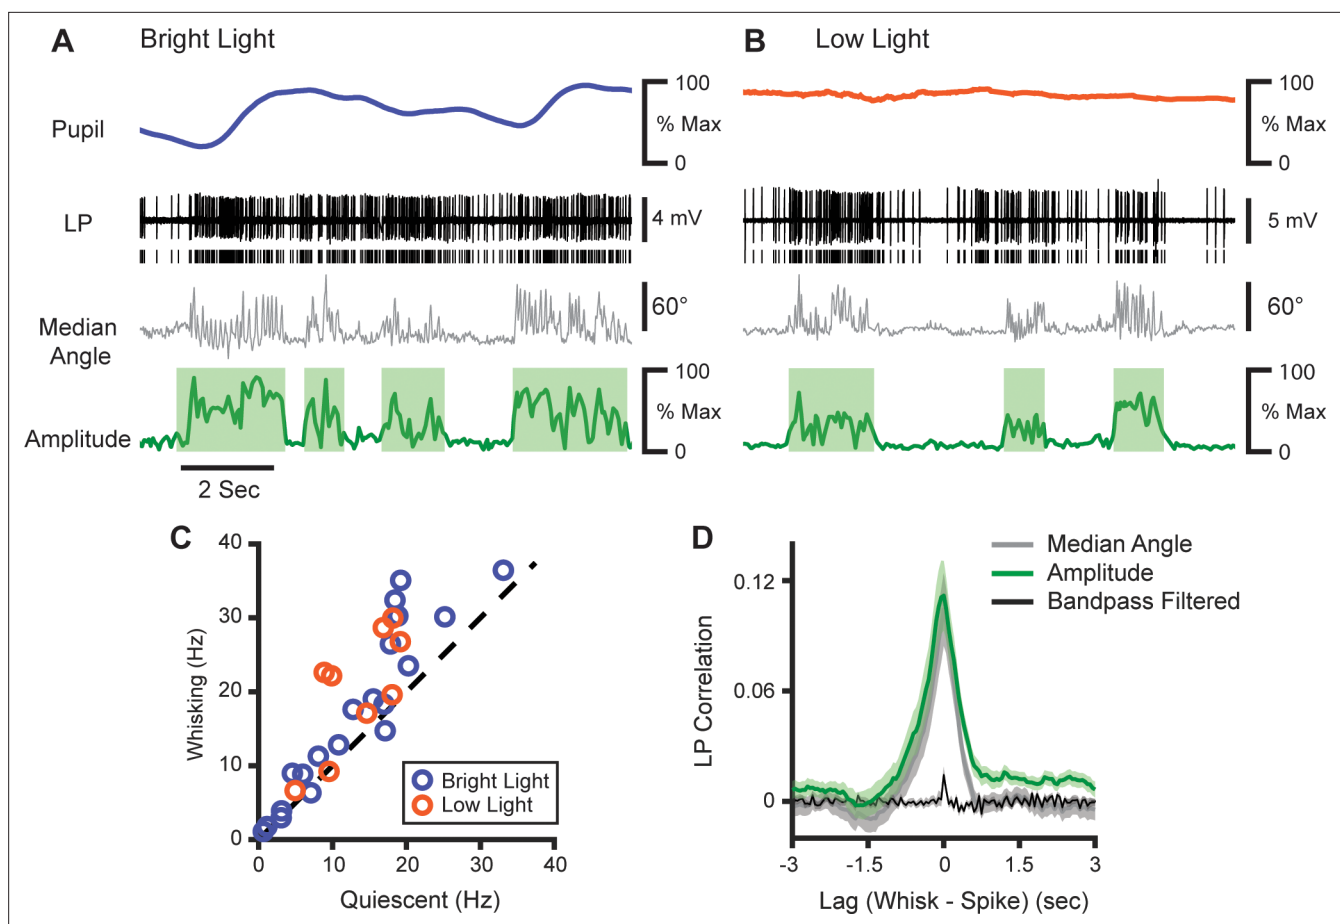 A Bright Light
B Low Light
Pupil
100
% Max
0
100
% Max
0
LP
4 mV
5 mV
Median
Angle
60°
60°
Amplitude
100
% Max
0
100
% Max
0
2 Sec
C
40
30
20
10
0
Whisking (Hz)
0 10 20 30 40
Quiescent (Hz)
Bright Light
Low Light
D
Median Angle
Amplitude
Bandpass Filtered
0.12
0.06
0
LP Correlation
-3 -1.5 0 1.5 3
Lag (Whisk - Spike) (sec)